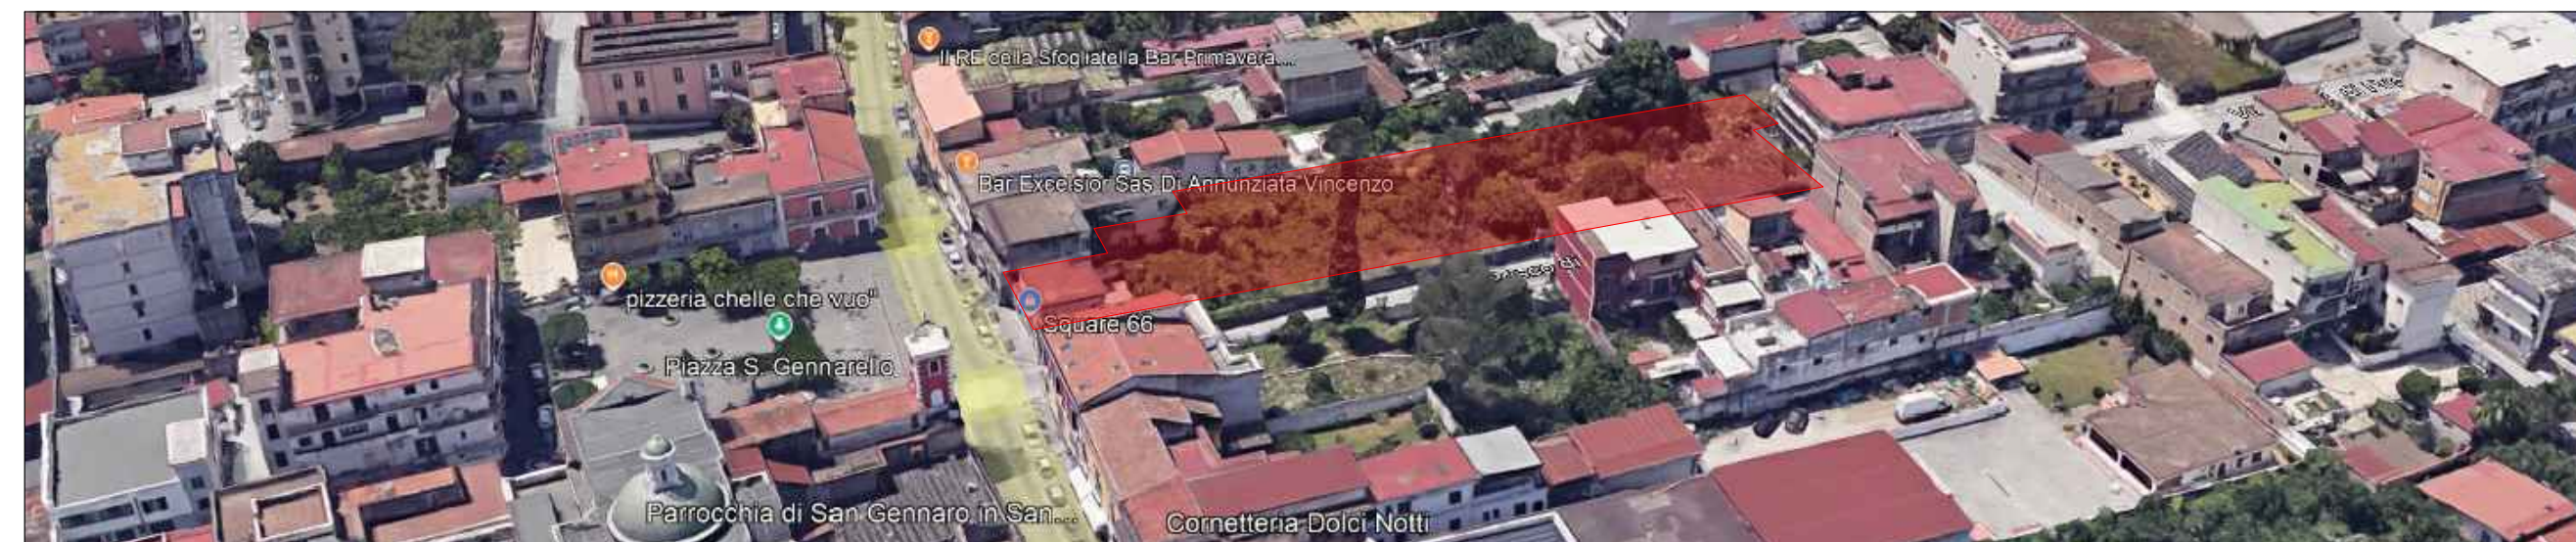 Il RE della Sfogliatella Bar Primavera...
Bar Excelsior Sas Di Annunziata Vincenzo
pizzeria chelle che vuo"
Square 66
Piazza S. Gennarello
Parrocchia di San Gennaro in San...
Cornetteria Dolci Notti